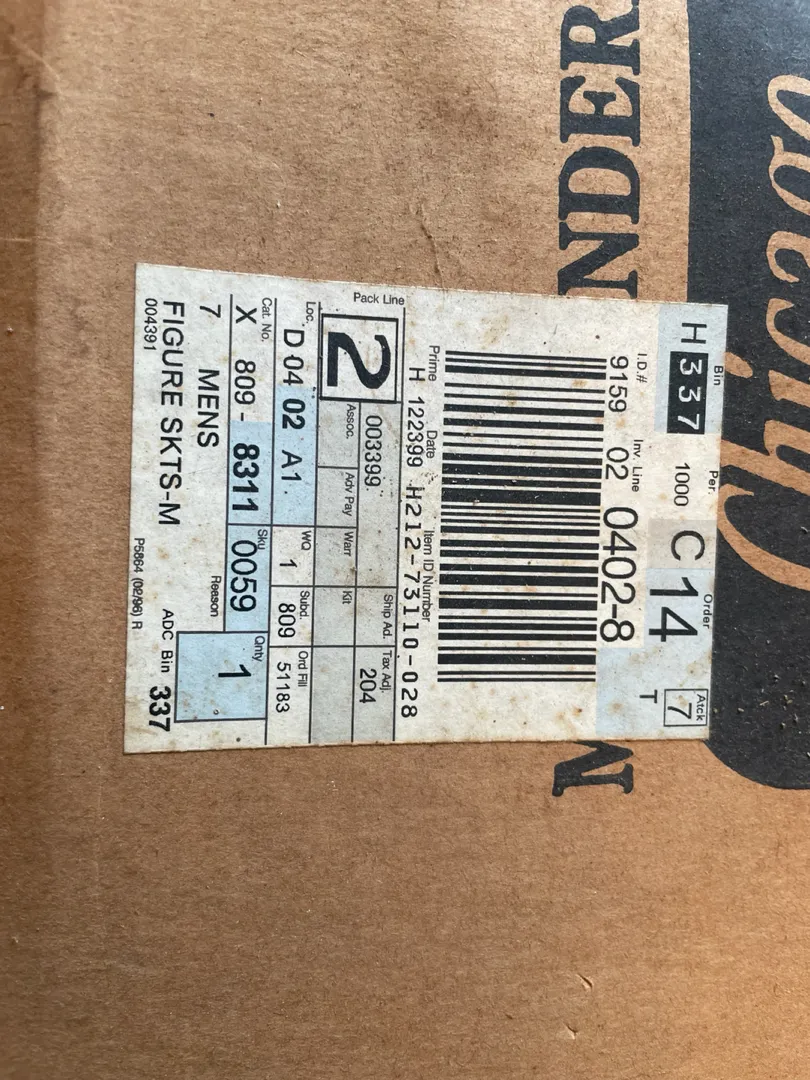 Bin Per. Order Atck
H 337 1000 C 14 7
T
I.D.# Inv. Line
9159 02 0402-8
Prime Date Item ID Number
H 122399 H212-73110-028
Pack Line
2
003399
Ship Ad. Tax Adj.
204
Assoc. Adv Pay Warr Kit
Loc. WQ Subd. Ord Fill
D 04 02 A1 1 809 51183
Cat. No. Sku Qnty
X 809 - 8311 0059 1
Reason
7 MENS
FIGURE SKTS-M ADC Bin 337
004391 P5864 (02/96) R